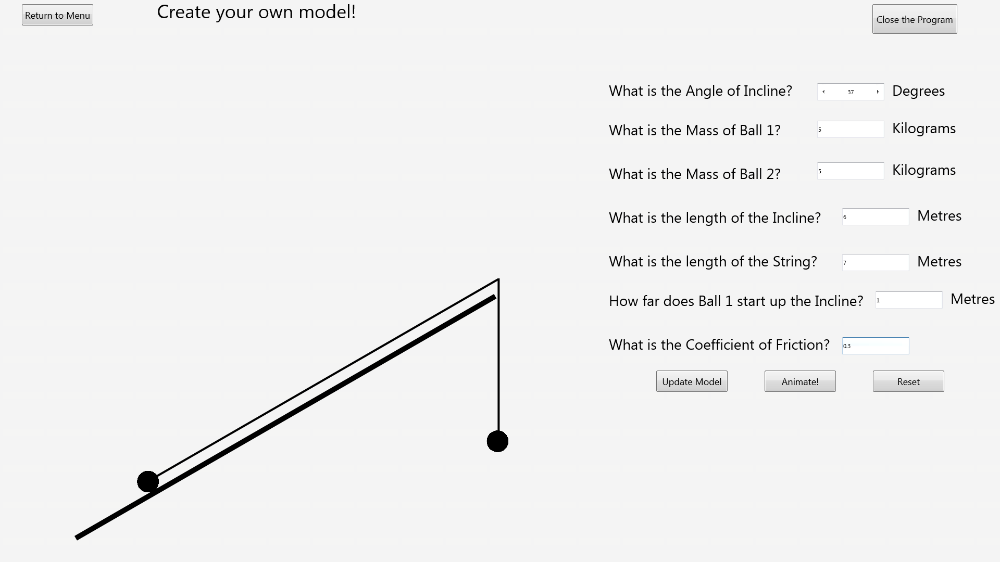 Return to Menu
Create your own model!
Close the Program
What is the Angle of Incline? 37 Degrees
What is the Mass of Ball 1? 5 Kilograms
What is the Mass of Ball 2? 5 Kilograms
What is the length of the Incline? 6 Metres
What is the length of the String? 7 Metres
How far does Ball 1 start up the Incline? 1 Metres
What is the Coefficient of Friction? 0.3
Update Model Animate! Reset